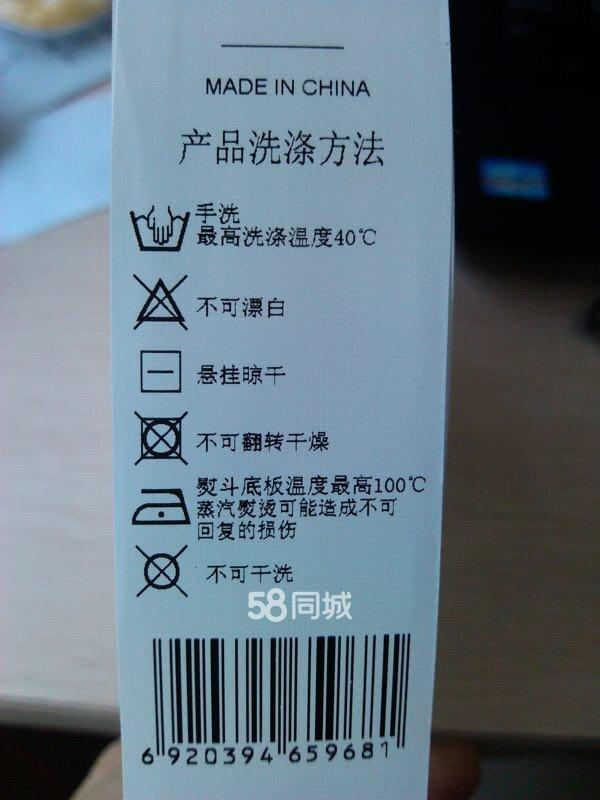 MADE IN CHINA
产品洗涤方法
手洗
最高洗涤温度40℃
不可漂白
悬挂晾干
不可翻转干燥
熨斗底板温度最高100℃
蒸汽熨烫可能造成不可
回复的损伤
不可干洗
58同城
6 920394 659681